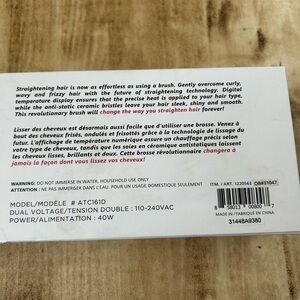 Straightening hair is now as effortless as using a brush. Gently overcome curly,
wavy and frizzy hair with the future of straightening technology. Digital
temperature display ensures that the precise heat is applied to your hair type,
while the anti-static ceramic bristles leave your hair sleek, shiny and smooth.
This revolutionary brush will change the way you straighten hair forever!
Lisser des cheveux est désormais aussi facile que d'utiliser une brosse. Venez à
bout des cheveux frisés, ondulés et frisottés grâce à la technologie de lissage du
futur. L'affichage de température numérique assure un chauffage précis selon
votre type de cheveux, tandis que les soies en céramique antistatiques laissent
les cheveux lisses, brillants et doux. Cette brosse révolutionnaire changera à
jamais la façon dont vous lissez vos cheveux!
WARNING: DO NOT IMMERSE IN WATER, HOUSEHOLD USE ONLY
ATTENTION : NE PAS IMMERGER DANS L'EAU. POUR USAGE DOMESTIQUE SEULEMENT
ITM. / ART. 1220563
MODEL/MODÈLE # ATC161D
DUAL VOLTAGE/TENSION DOUBLE : 110-240VAC
POWER/ALIMENTATION : 40W
8 58013 00800 7
MADE IN / FABRIQUÉ EN CHINA
31448A9380